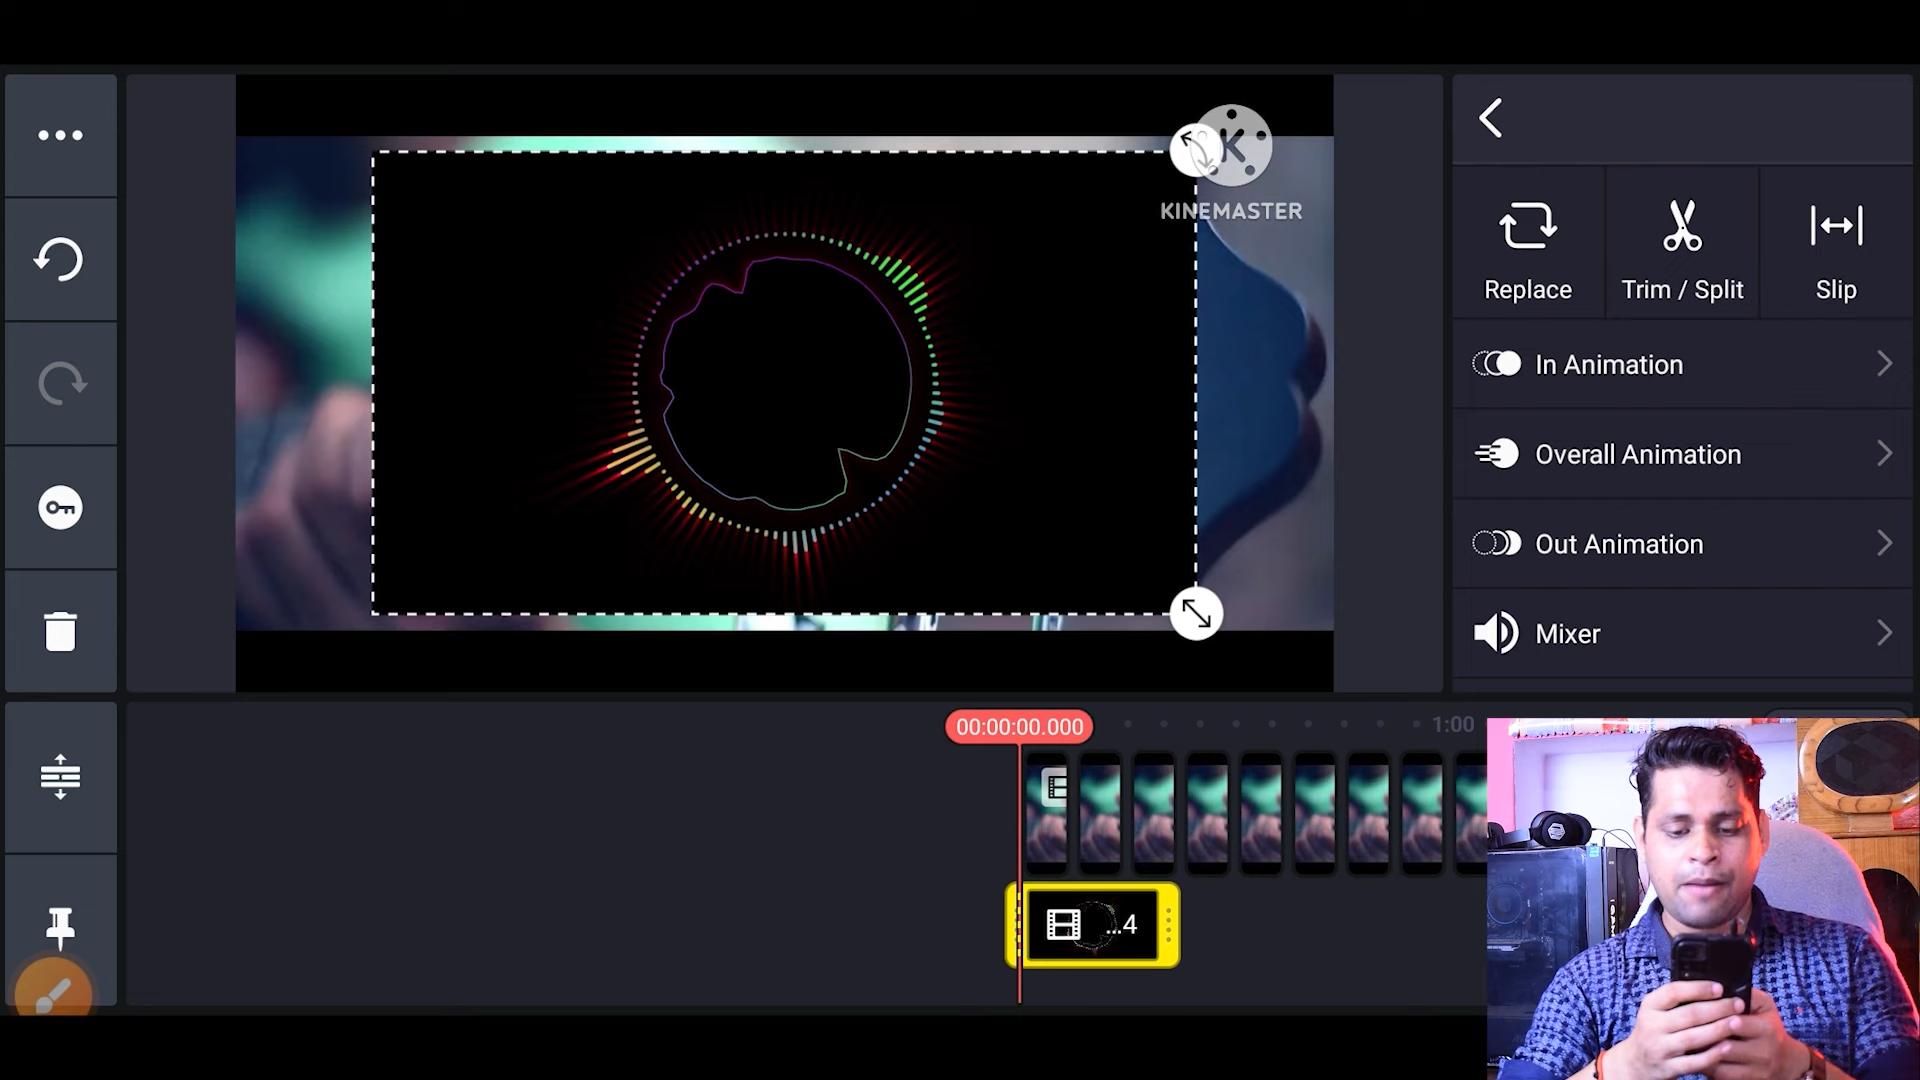 K
KINEMASTER
Replace
Trim / Split
Slip
In Animation
Overall Animation
Out Animation
Mixer
00:00:00.000
1:00
...4